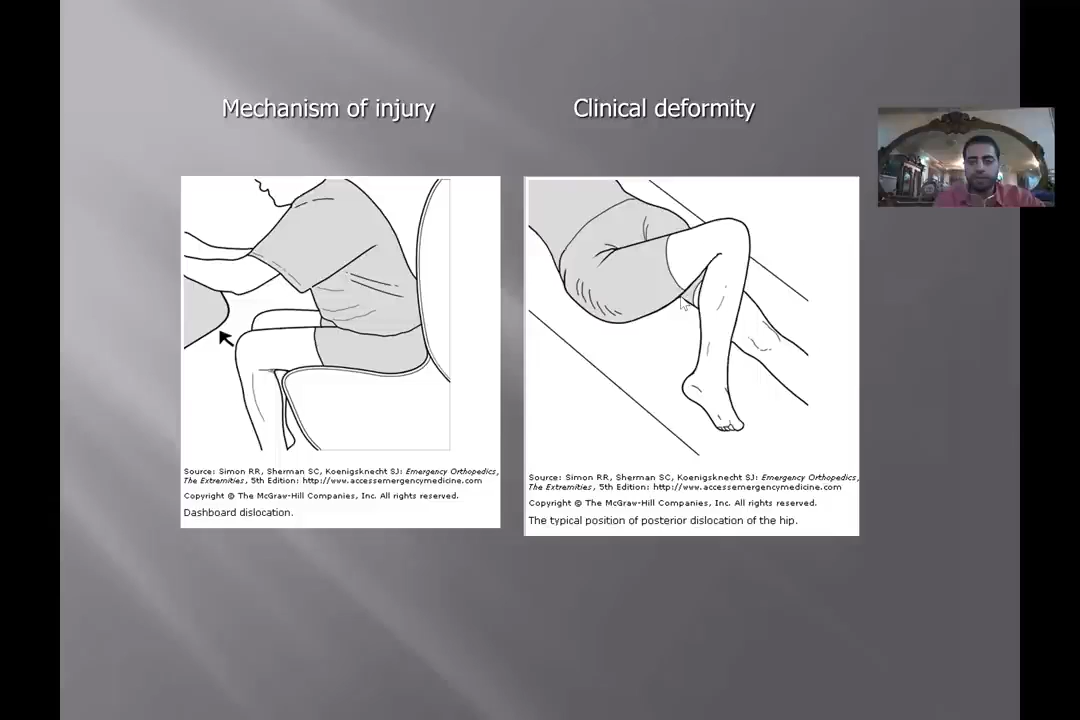 Mechanism of injury
Clinical deformity
Source: Simon RR, Sherman SC, Koenigsknecht SJ: Emergency Orthopedics,
The Extremities, 5th Edition: http://www.accessemergencymedicine.com
Copyright © The McGraw-Hill Companies, Inc. All rights reserved.
Dashboard dislocation.
Source: Simon RR, Sherman SC, Koenigsknecht SJ: Emergency Orthopedics,
The Extremities, 5th Edition: http://www.accessemergencymedicine.com
Copyright © The McGraw-Hill Companies, Inc. All rights reserved.
The typical position of posterior dislocation of the hip.